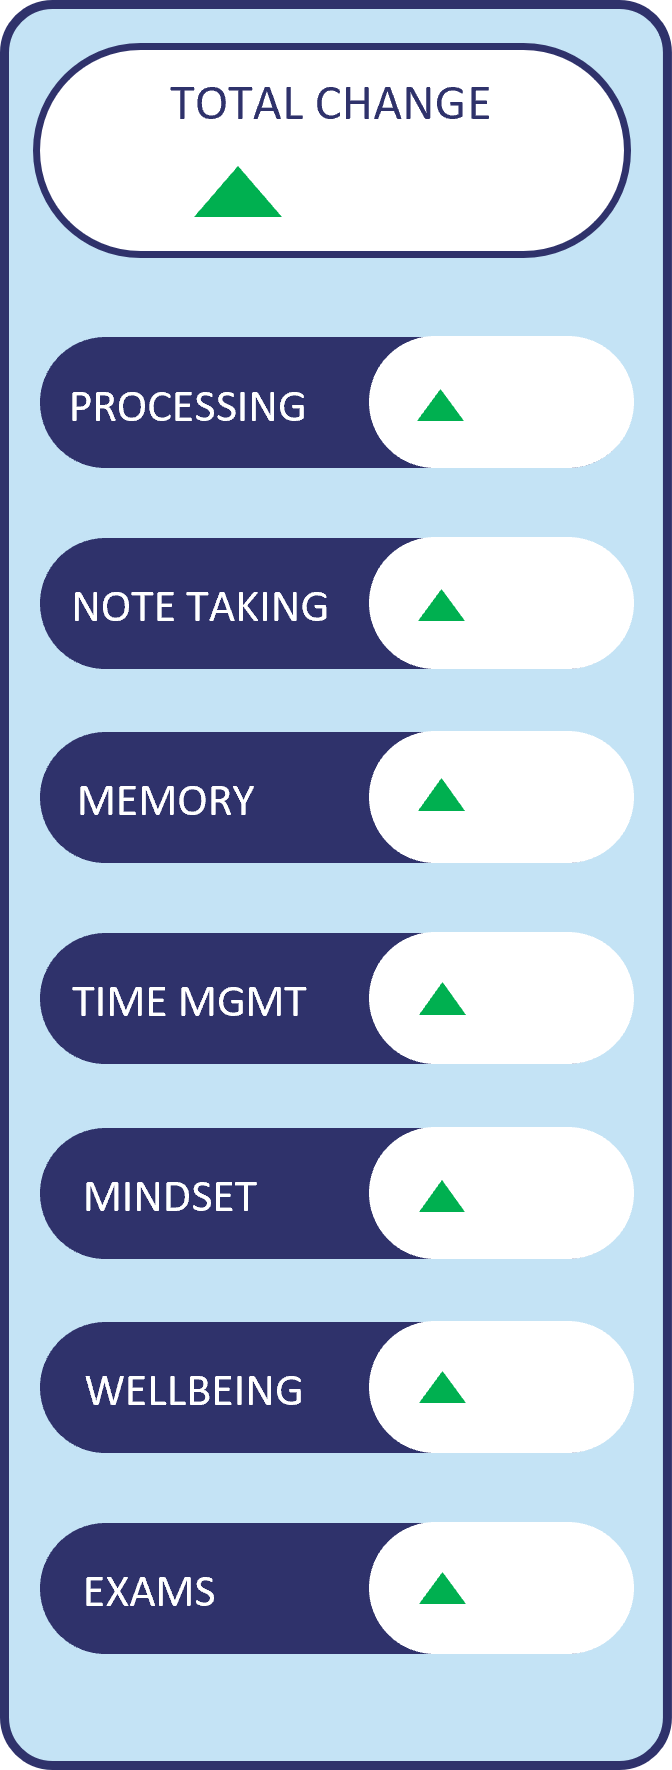 TOTAL CHANGE
PROCESSING
NOTE TAKING
MEMORY
TIME MGMT
MINDSET
WELLBEING
EXAMS